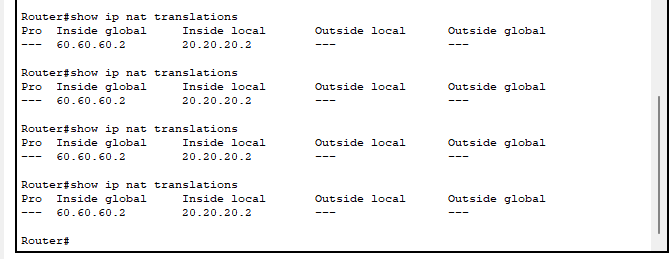 Router#show ip nat translations
Pro  Inside global     Inside local       Outside local      Outside global
---  60.60.60.2        20.20.20.2         ---                ---
Router#show ip nat translations
Pro  Inside global     Inside local       Outside local      Outside global
---  60.60.60.2        20.20.20.2         ---                ---
Router#show ip nat translations
Pro  Inside global     Inside local       Outside local      Outside global
---  60.60.60.2        20.20.20.2         ---                ---
Router#show ip nat translations
Pro  Inside global     Inside local       Outside local      Outside global
---  60.60.60.2        20.20.20.2         ---                ---
Router#